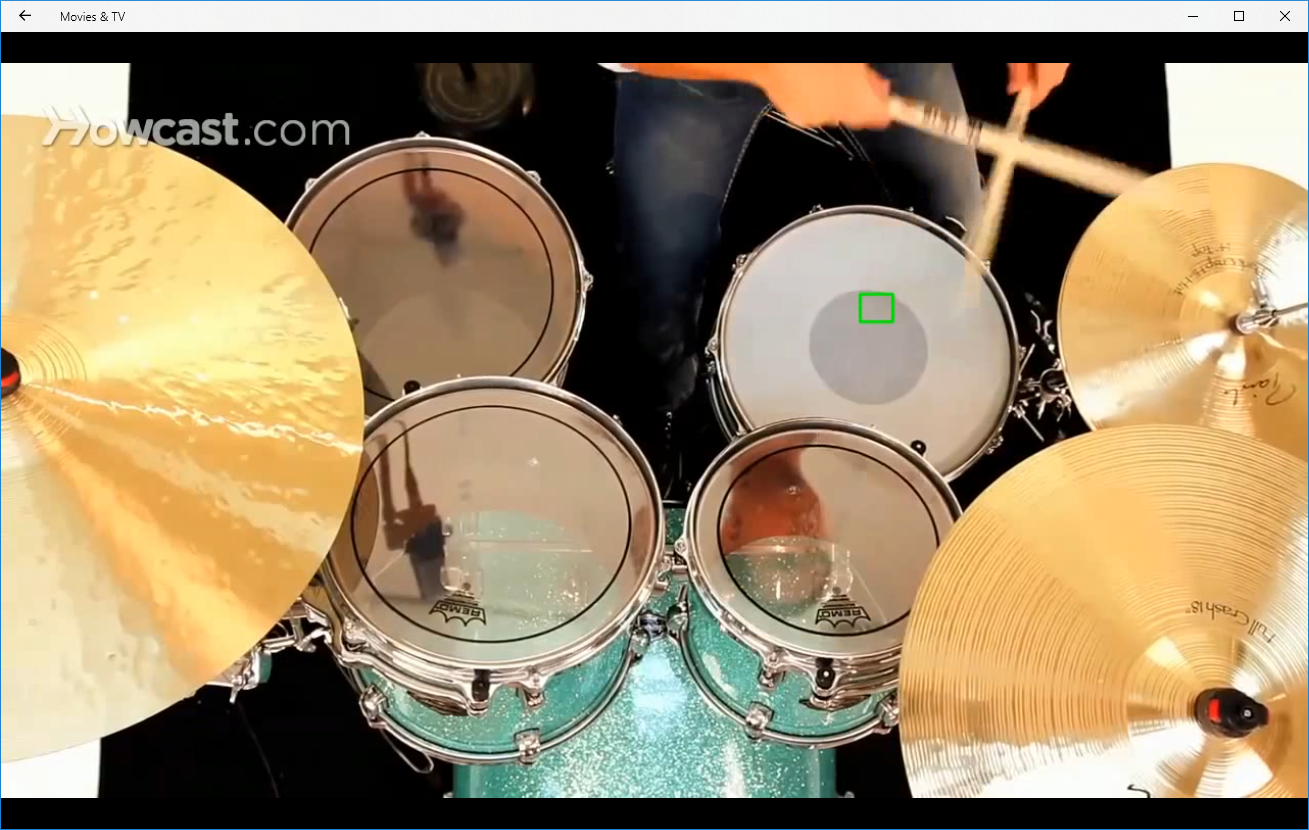 Movies & TV
Howcast.com
REMO
REMO
Full Crash 18"